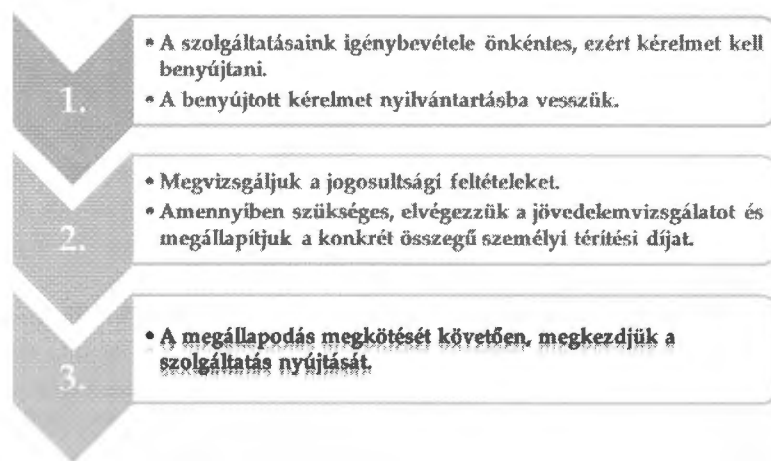 1.
• A szolgáltatásaink igénybevétele önkéntes, ezért kérelmet kell
benyújtani.
• A benyújtott kérelmet nyilvántartásba vesszük.
2.
• Megvizsgáljuk a jogosultsági feltételeket.
• Amennyiben szükséges, elvégezzük a jövedelemvizsgálatot és
megállapítjuk a konkrét összegű személyi térítési díjat.
3.
• A megállapodás megkötését követően, megkezdjük a
szolgáltatás nyújtását.